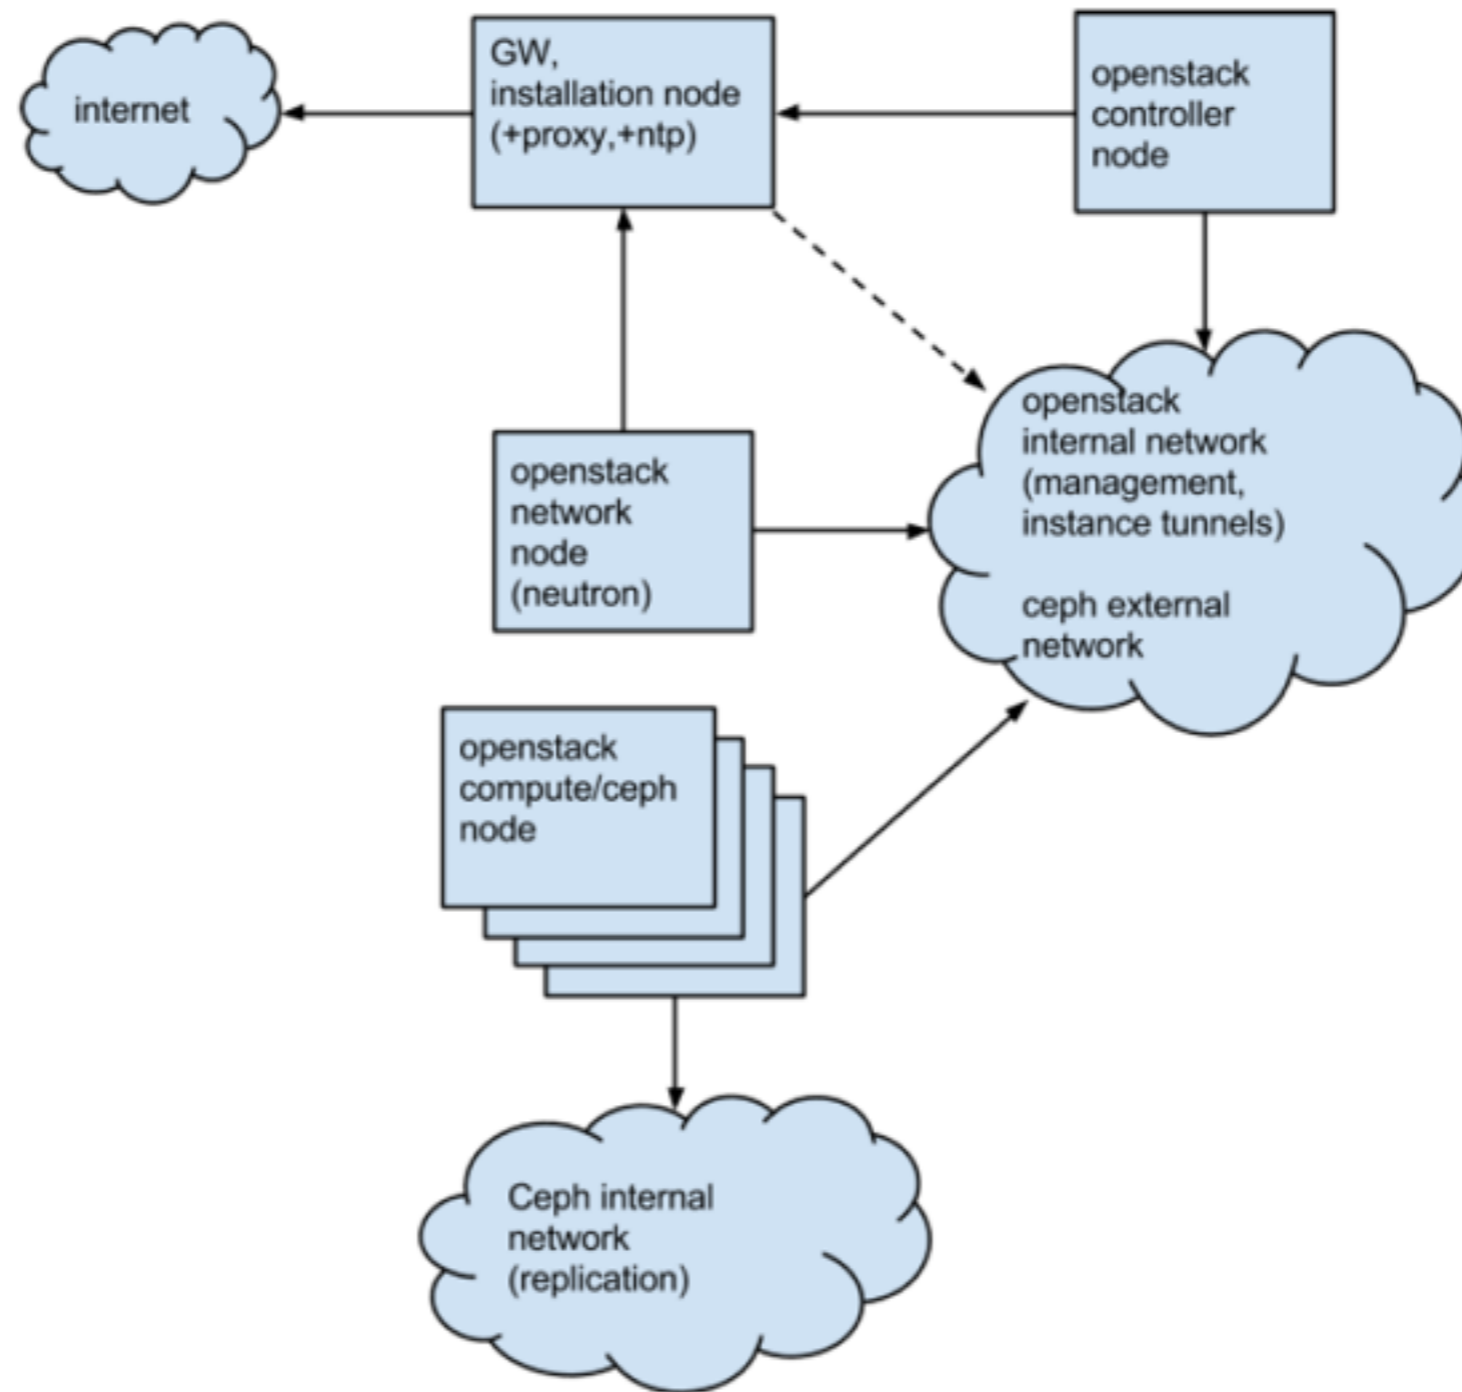 internet
GW,
installation node
(+proxy,+ntp)
openstack
controller
node
openstack
internal network
(management,
instance tunnels)
ceph external
network
openstack
network
node
(neutron)
openstack
compute/ceph
node
Ceph internal
network
(replication)